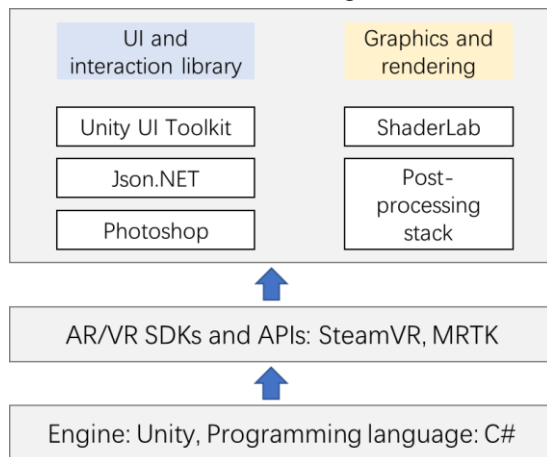 UI and
interaction library
Unity UI Toolkit
Json.NET
Photoshop
Graphics and
rendering
ShaderLab
Post-
processing
stack
AR/VR SDKs and APIs: SteamVR, MRTK
Engine: Unity, Programming language: C#